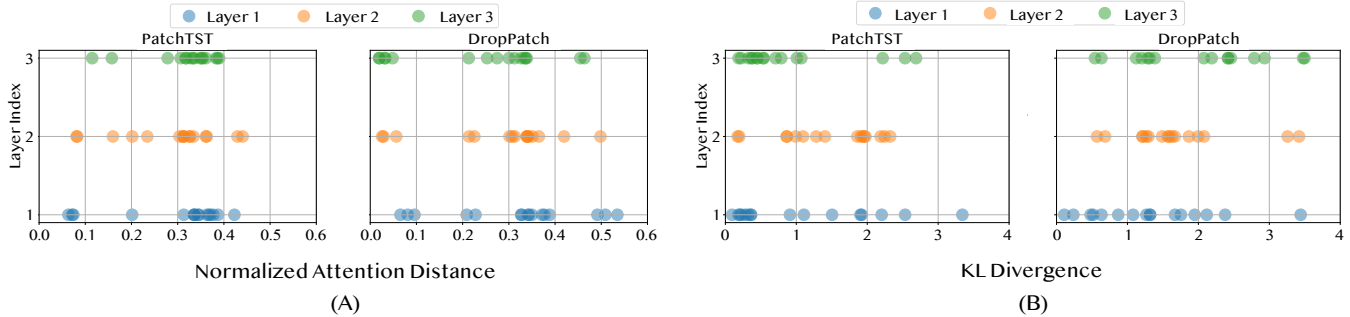 Layer 1 Layer 2 Layer 3
PatchTST DropPatch
Layer Index
3
2
1
0.0 0.1 0.2 0.3 0.4 0.5 0.6
0.0 0.1 0.2 0.3 0.4 0.5 0.6
Normalized Attention Distance
(A)
Layer 1 Layer 2 Layer 3
PatchTST DropPatch
Layer Index
3
2
1
0 1 2 3 4
0 1 2 3 4
KL Divergence
(B)